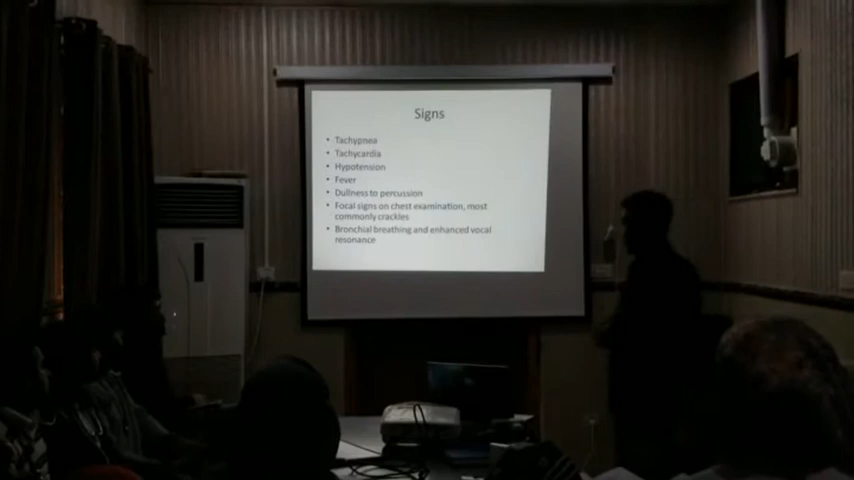 Signs
• Tachypnea
• Tachycardia
• Hypotension
• Fever
• Dullness to percussion
• Focal signs on chest examination, most
commonly crackles
• Bronchial breathing and enhanced vocal
resonance